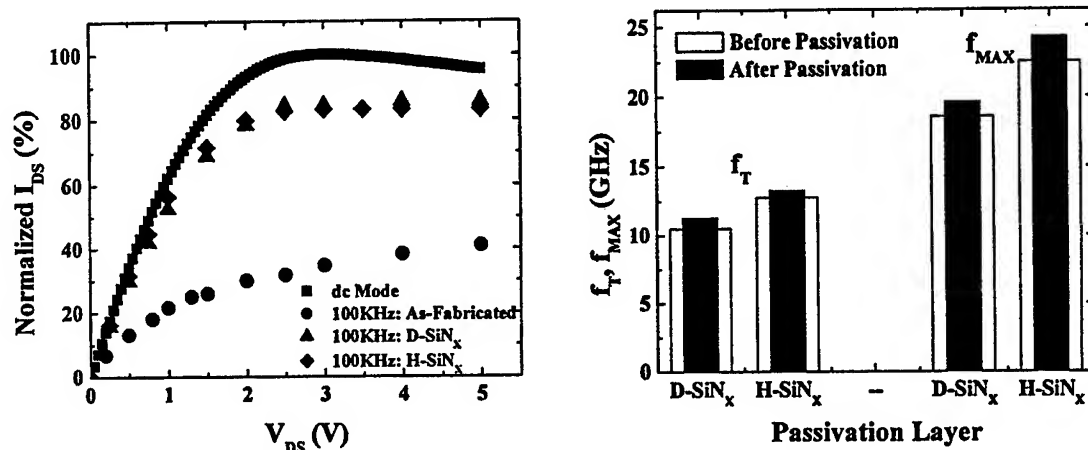 Normalized I_DS (%)
100
80
60
40
20
0
0 1 2 3 4 5
V_DS (V)
dc Mode
100KHz: As-Fabricated
100KHz: D-SiN_x
100KHz: H-SiN_x
f_T, f_MAX (GHz)
25
20
15
10
5
0
Before Passivation
After Passivation
f_MAX
f_T
D-SiN_x H-SiN_x -- D-SiN_x H-SiN_x
Passivation Layer